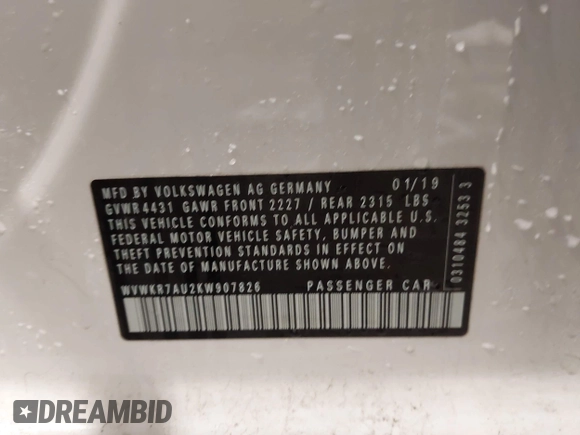 MFD BY VOLKSWAGEN AG GERMANY 01/19
GVWR 4431 GAWR FRONT 2227 / REAR 2315 LBS
THIS VEHICLE CONFORMS TO ALL APPLICABLE U.S.
FEDERAL MOTOR VEHICLE SAFETY, BUMPER AND
THEFT PREVENTION STANDARDS IN EFFECT ON
THE DATE OF MANUFACTURE SHOWN ABOVE.
WVWKR7AU2KW907826 PASSENGER CAR
0310484 3253 3
DREAMBID